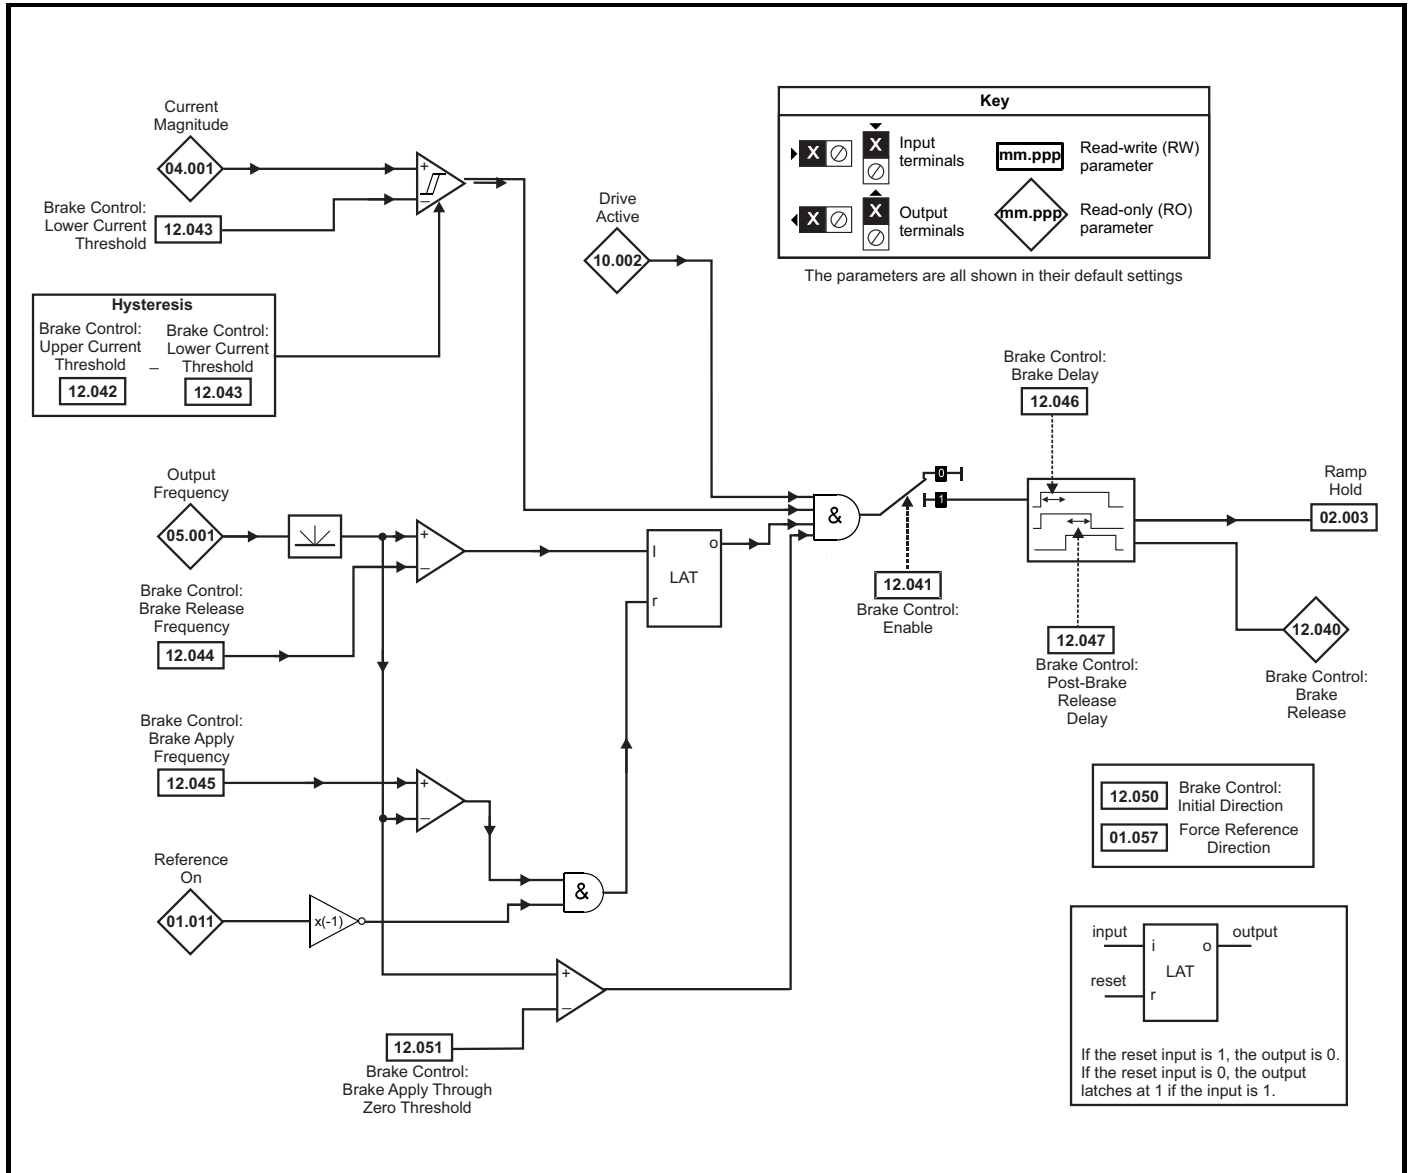 Current
Magnitude
04.001
+
–
Brake Control:
Lower Current
Threshold
12.043
Hysteresis
Brake Control:
Upper Current
Threshold
12.042
–
Brake Control:
Lower Current
Threshold
12.043
Drive
Active
10.002
Key
X
X
Input
terminals
mm.ppp
Read-write (RW)
parameter
X
X
Output
terminals
mm.ppp
Read-only (RO)
parameter
The parameters are all shown in their default settings
Output
Frequency
05.001
+
–
Brake Control:
Brake Release
Frequency
12.044
I
o
LAT
r
&
0
1
12.041
Brake Control:
Enable
Brake Control:
Brake Delay
12.046
12.047
Brake Control:
Post-Brake
Release
Delay
Ramp
Hold
02.003
12.040
Brake Control:
Brake
Release
Brake Control:
Brake Apply
Frequency
12.045
+
–
Reference
On
01.011
x(-1)
&
+
–
12.051
Brake Control:
Brake Apply Through
Zero Threshold
12.050
Brake Control:
Initial Direction
01.057
Force Reference
Direction
input
i
o
output
LAT
reset
r
If the reset input is 1, the output is 0.
If the reset input is 0, the output
latches at 1 if the input is 1.